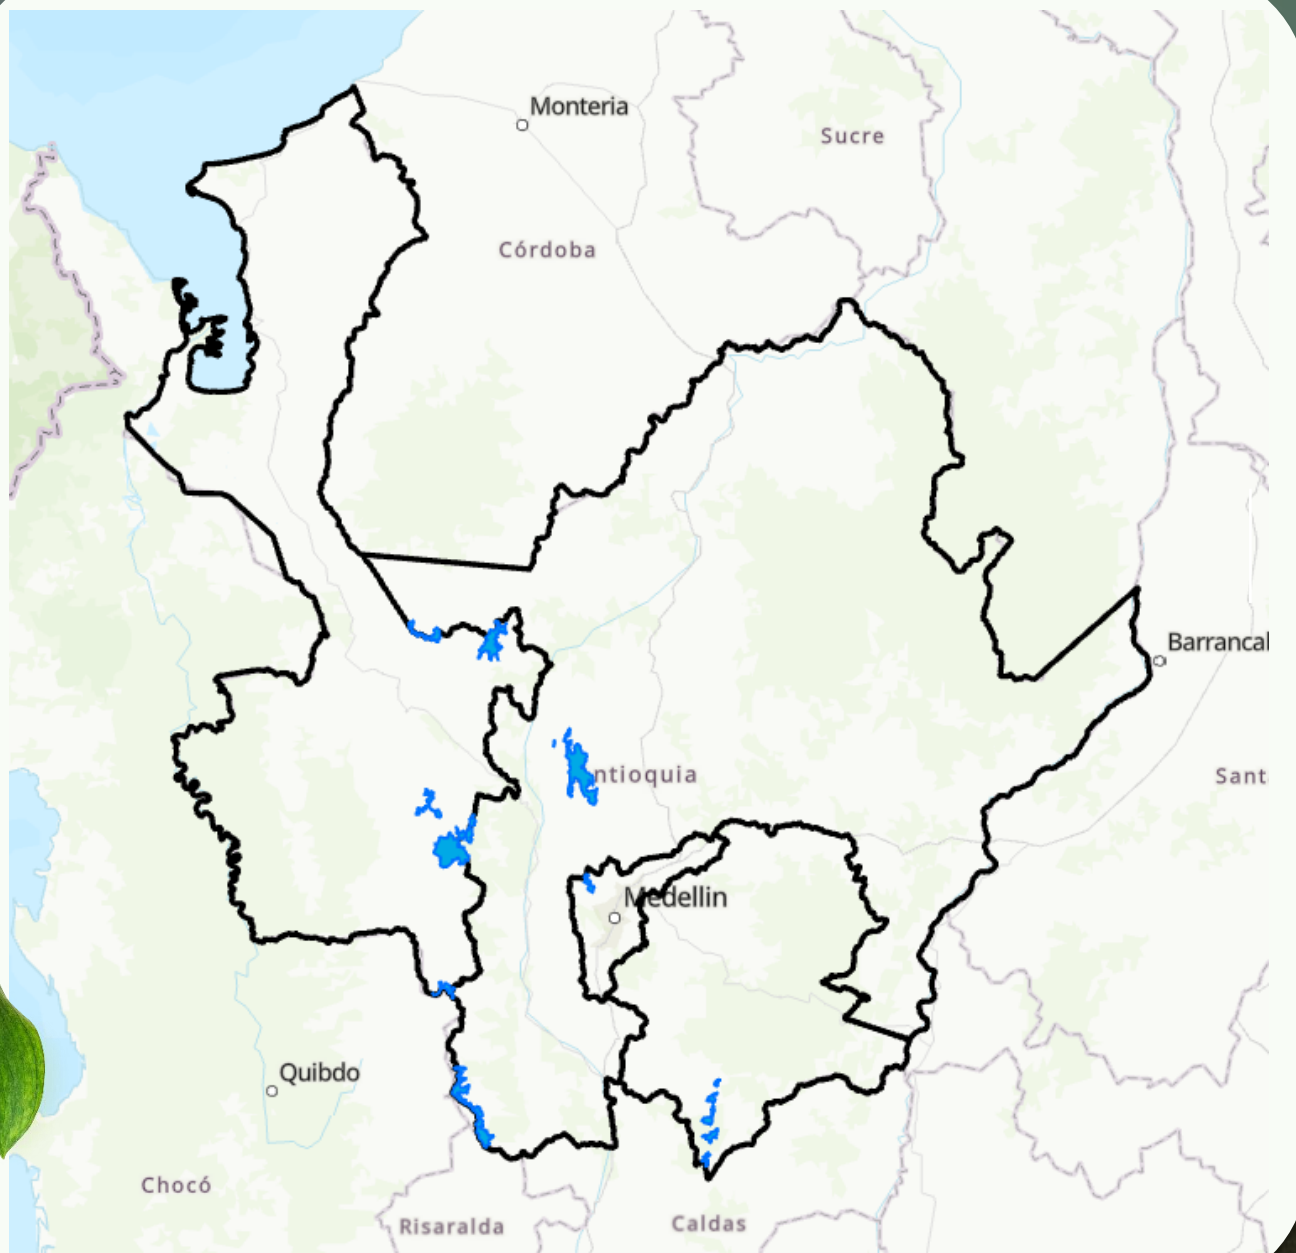 Monteria
Sucre
Córdoba
Barrancal
ntioquia
Sant
Medellin
Quibdo
Chocó
Risaralda
Caldas